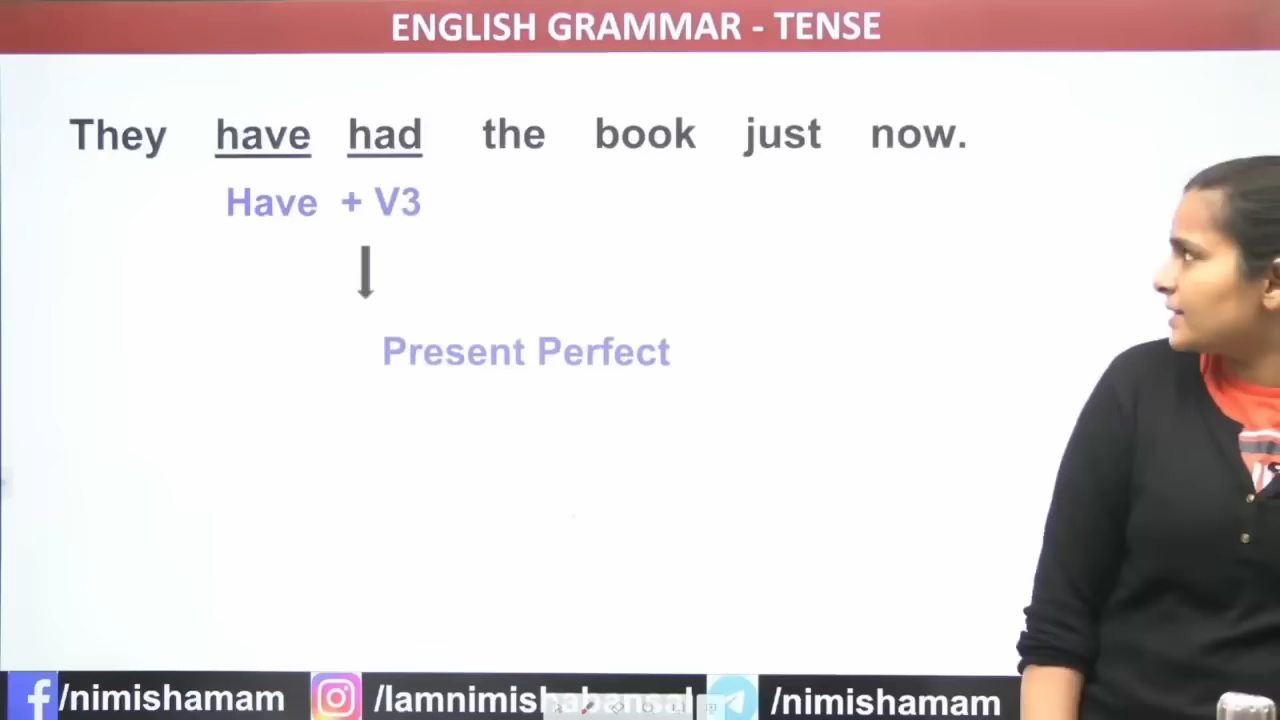 ENGLISH GRAMMAR - TENSE
They have had the book just now.
Have + V3
Present Perfect
/nimishamam /Iamnimishabansal /nimishamam